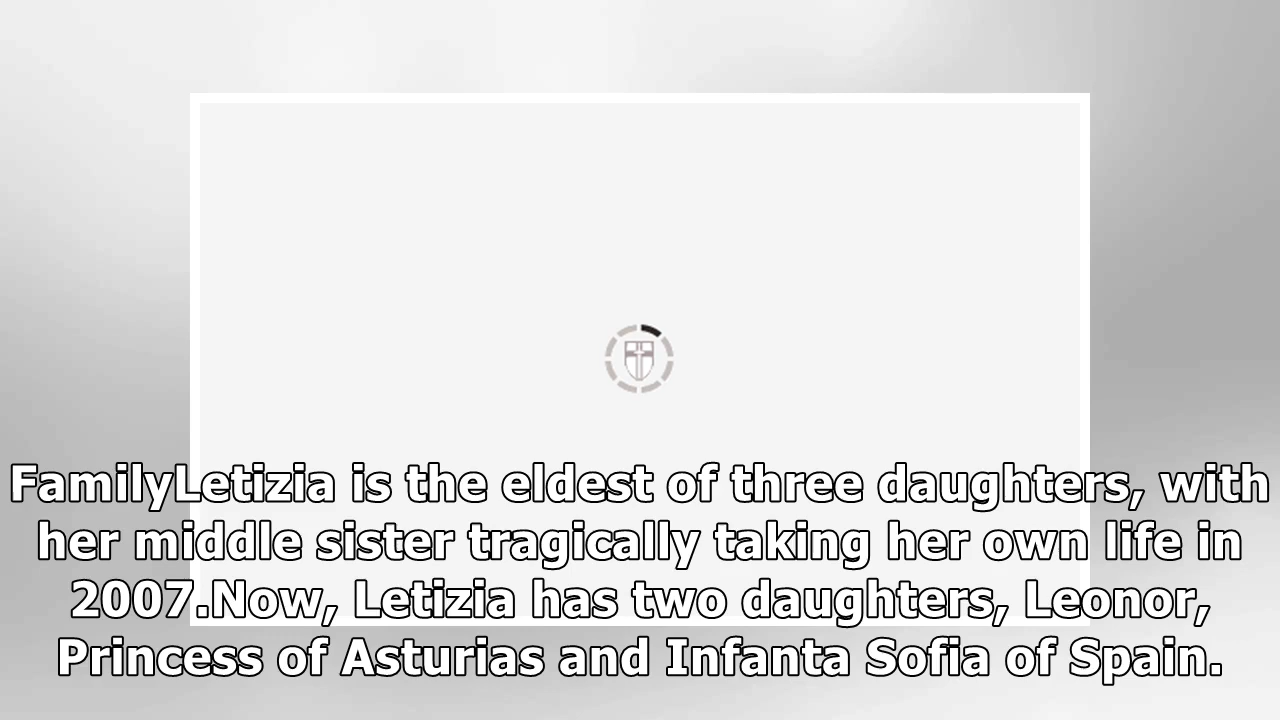 FamilyLetizia is the eldest of three daughters, with
her middle sister tragically taking her own life in
2007.Now, Letizia has two daughters, Leonor,
Princess of Asturias and Infanta Sofia of Spain.